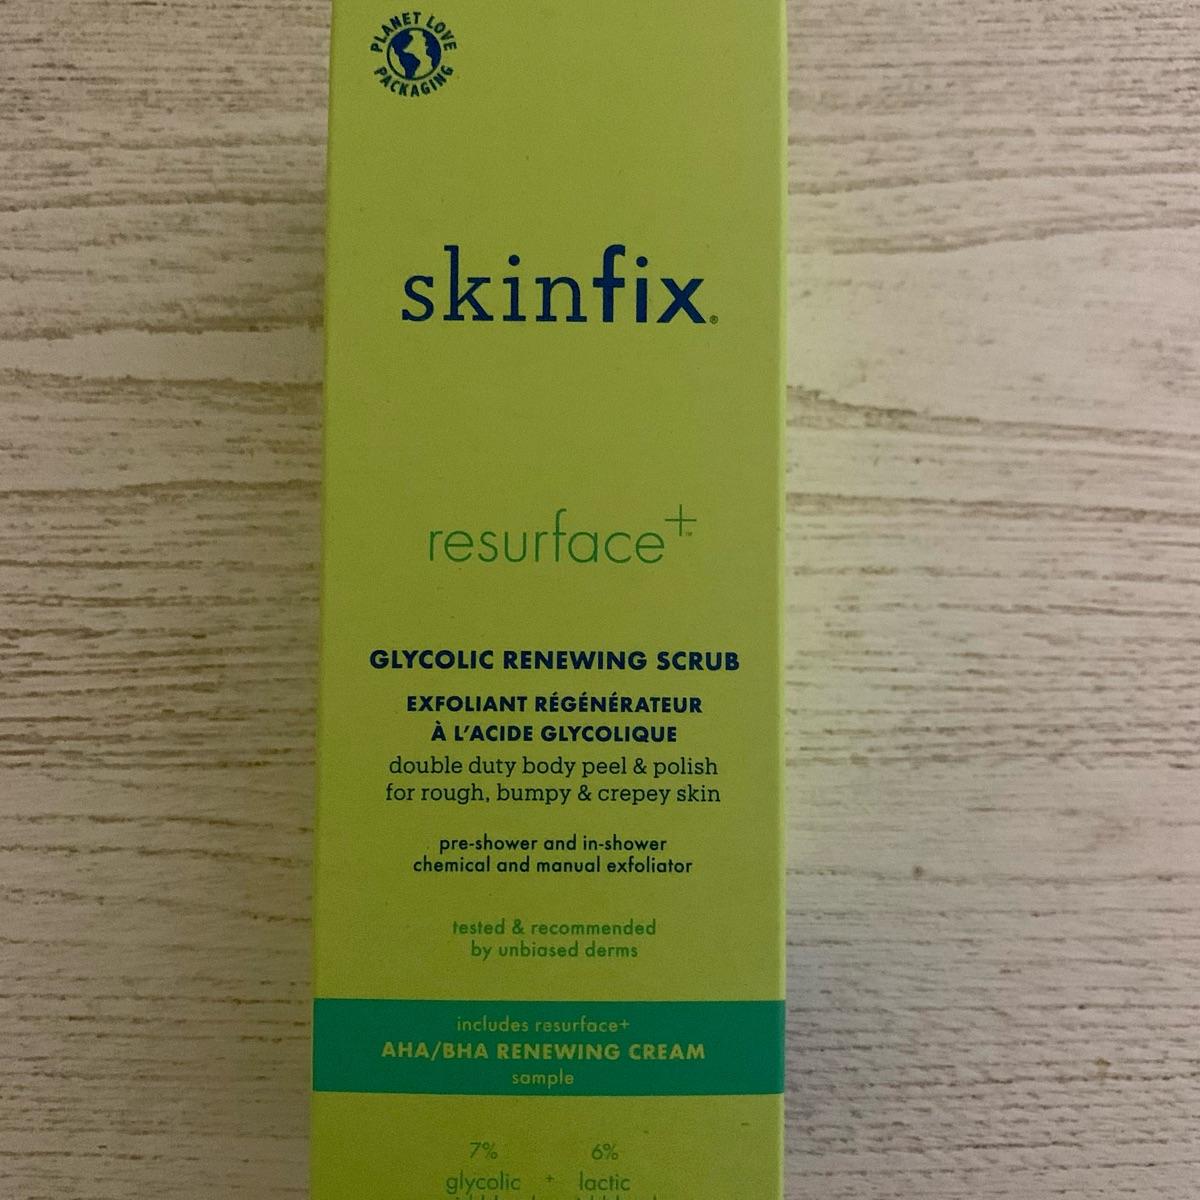 PLANET LOVE
PACKAGING
skinfix®
resurface+™
GLYCOLIC RENEWING SCRUB
EXFOLIANT RÉGÉNÉRATEUR
À L'ACIDE GLYCOLIQUE
double duty body peel & polish
for rough, bumpy & crepey skin
pre-shower and in-shower
chemical and manual exfoliator
tested & recommended
by unbiased derms
includes resurface+
AHA/BHA RENEWING CREAM
sample
7% 6%
glycolic + lactic